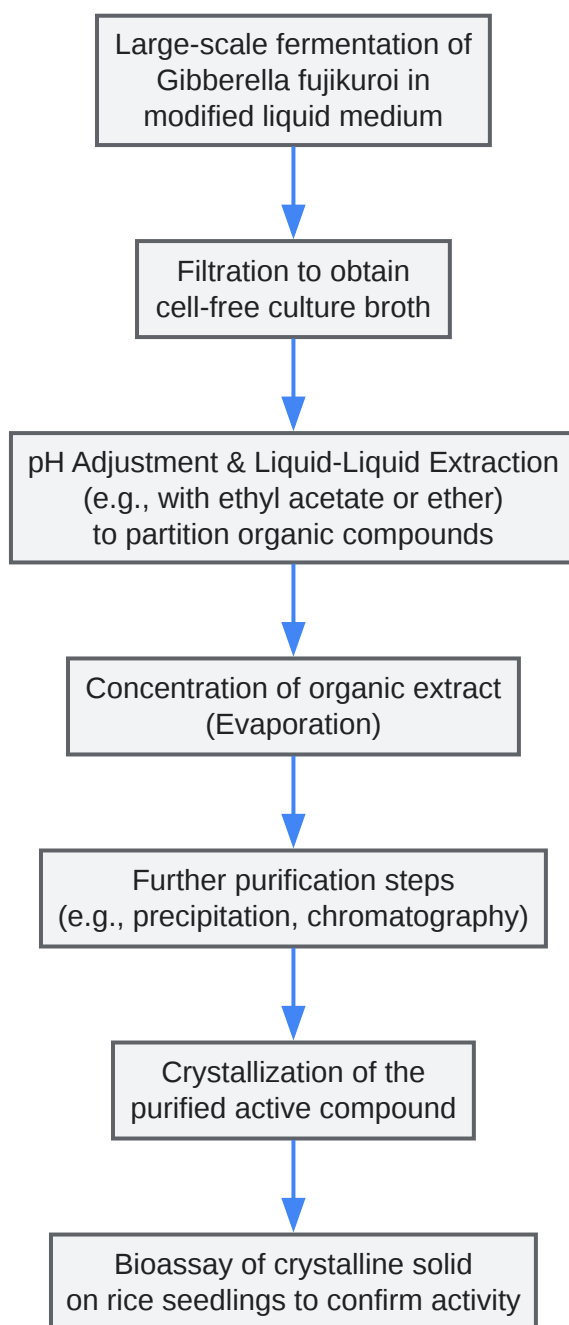 Large-scale fermentation of
Gibberella fujikuroi in
modified liquid medium
Filtration to obtain
cell-free culture broth
pH Adjustment & Liquid-Liquid Extraction
(e.g., with ethyl acetate or ether)
to partition organic compounds
Concentration of organic extract
(Evaporation)
Further purification steps
(e.g., precipitation, chromatography)
Crystallization of the
purified active compound
Bioassay of crystalline solid
on rice seedlings to confirm activity